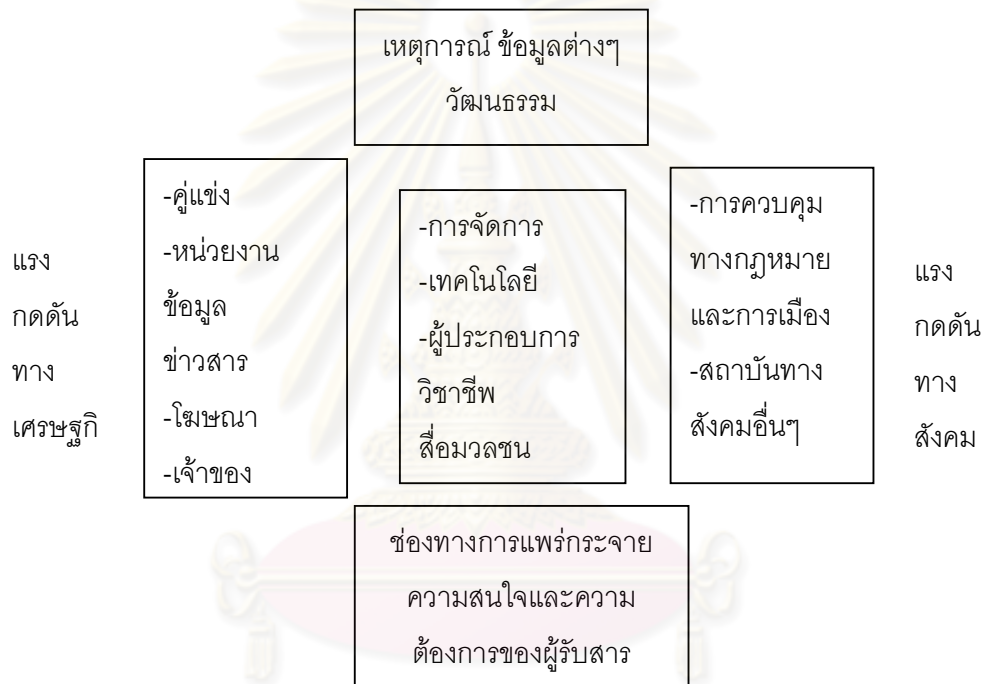 เหตุการณ์ ข้อมูลต่างๆ
วัฒนธรรม
แรง
กดดัน
ทาง
เศรษฐกิ
-คู่แข่ง
-หน่วยงาน
ข้อมูล
ข่าวสาร
-โฆษณา
-เจ้าของ
-การจัดการ
-เทคโนโลยี
-ผู้ประกอบการ
วิชาชีพ
สื่อมวลชน
-การควบคุม
ทางกฎหมาย
และการเมือง
-สถาบันทาง
สังคมอื่นๆ
แรง
กดดัน
ทาง
สังคม
ช่องทางการแพร่กระจาย
ความสนใจและความ
ต้องการของผู้รับสาร